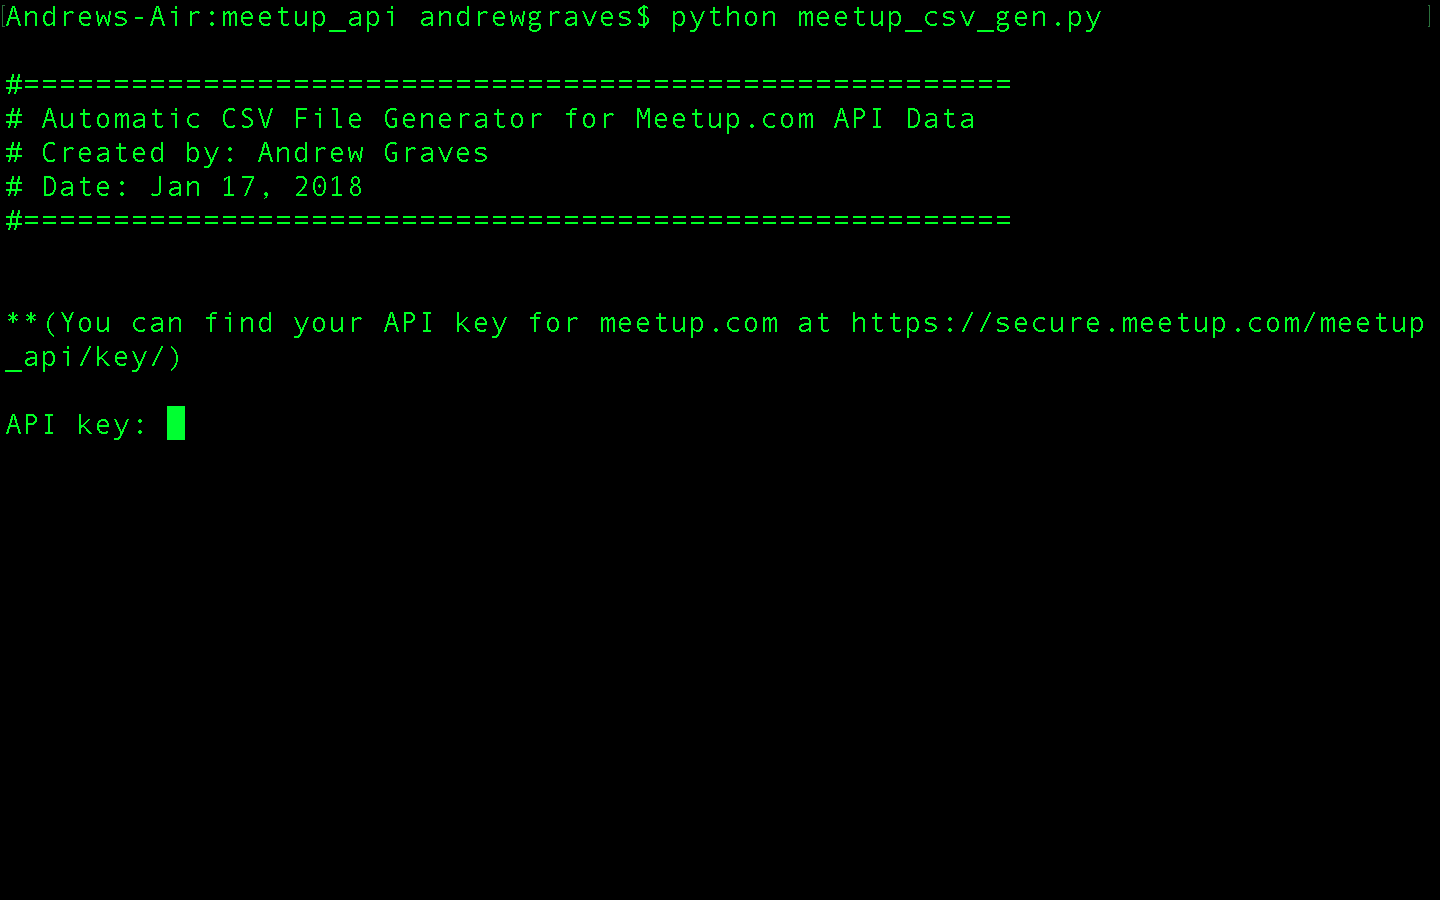 [Andrews-Air:meetup_api andrewgraves$ python meetup_csv_gen.py ]
#=======================================================
# Automatic CSV File Generator for Meetup.com API Data
# Created by: Andrew Graves
# Date: Jan 17, 2018
#=======================================================
**(You can find your API key for meetup.com at https://secure.meetup.com/meetup
_api/key/)
API key: